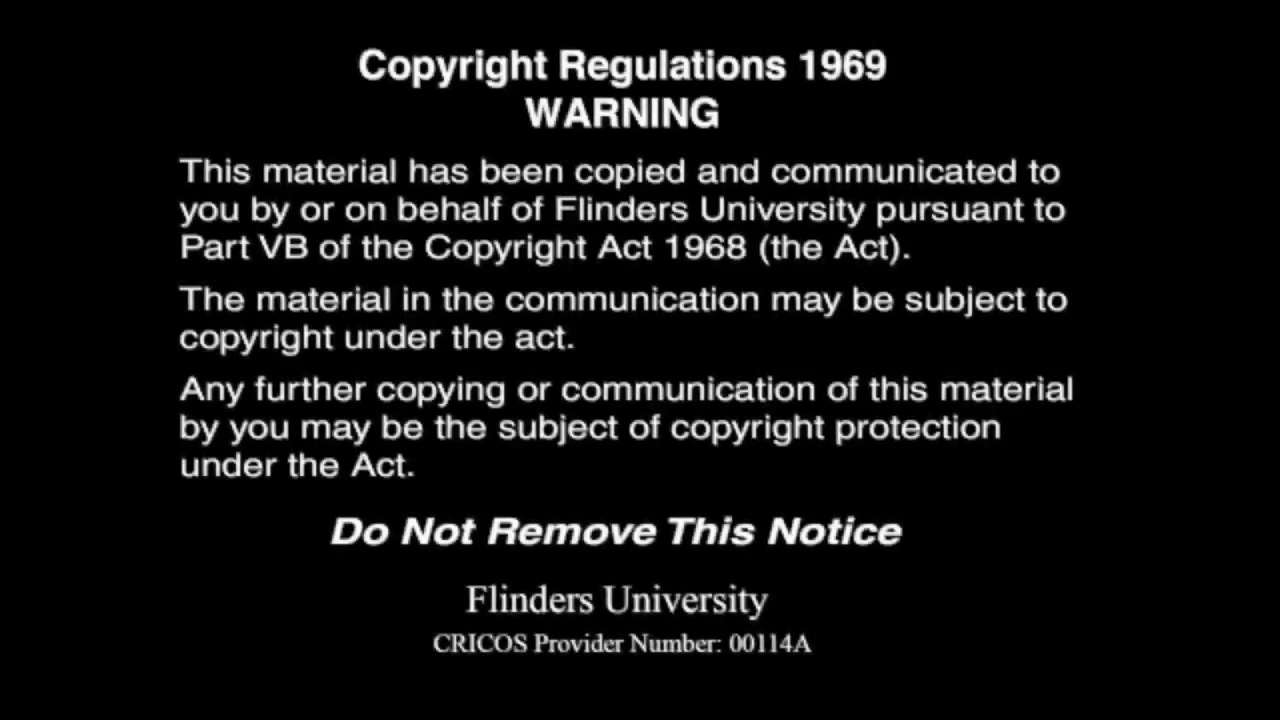 Copyright Regulations 1969
WARNING
This material has been copied and communicated to
you by or on behalf of Flinders University pursuant to
Part VB of the Copyright Act 1968 (the Act).
The material in the communication may be subject to
copyright under the act.
Any further copying or communication of this material
by you may be the subject of copyright protection
under the Act.
Do Not Remove This Notice
Flinders University
CRICOS Provider Number: 00114A